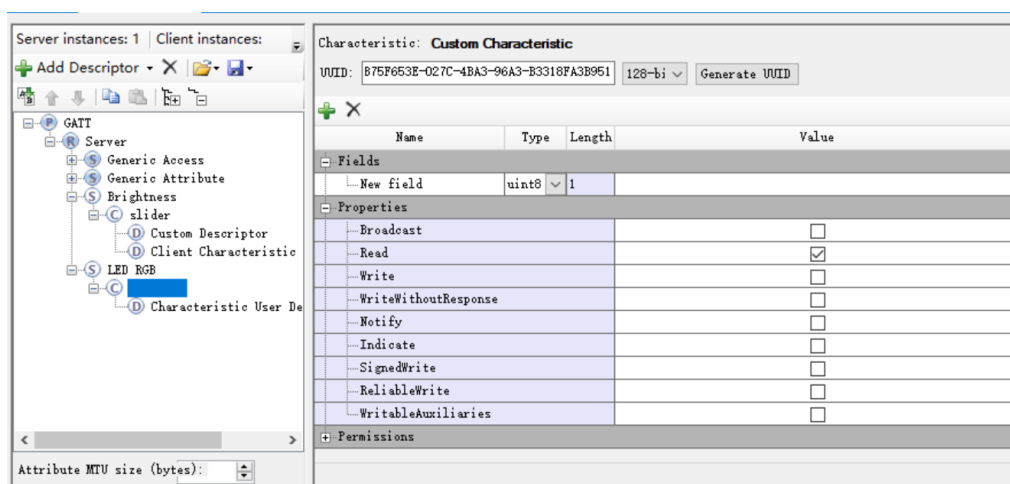 Server instances: 1 Client instances:
Add Descriptor
GATT
Server
Generic Access
Generic Attribute
Brightness
slider
Custom Descriptor
Client Characteristic
LED RGB
Characteristic User De
Attribute MTU size (bytes):
Characteristic: Custom Characteristic
UUID: B75F653E-027C-4BA3-96A3-B3318FA3B951 128-bi Generate UUID
Name Type Length Value
Fields
New field uint8 1
Properties
Broadcast
Read
Write
WriteWithoutResponse
Notify
Indicate
SignedWrite
ReliableWrite
WritableAuxiliaries
Permissions